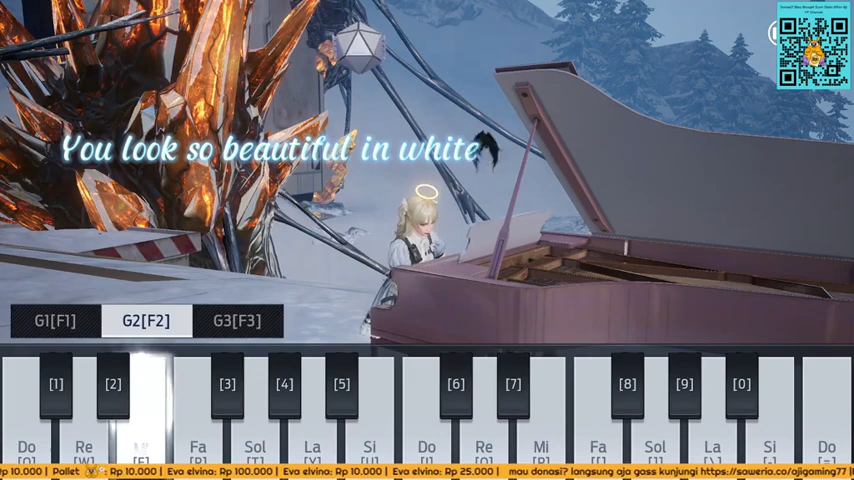 You look so beautiful in white
G1[F1] G2[F2] G3[F3]
[1] [2] [3] [4] [5] [6] [7] [8] [9] [0]
Do Re Fa Sol La Si Do Re Mi Fa Sol La Si Do
Rp 10.000 | Pallet Rp 10.000 | Eva elvina: Rp 100.000 | Eva elvina: Rp 10.000 | Eva elvina: Rp 25.000 | mau donasi? langsung aja gass kunjungi https://saweria.co/ajigaming77